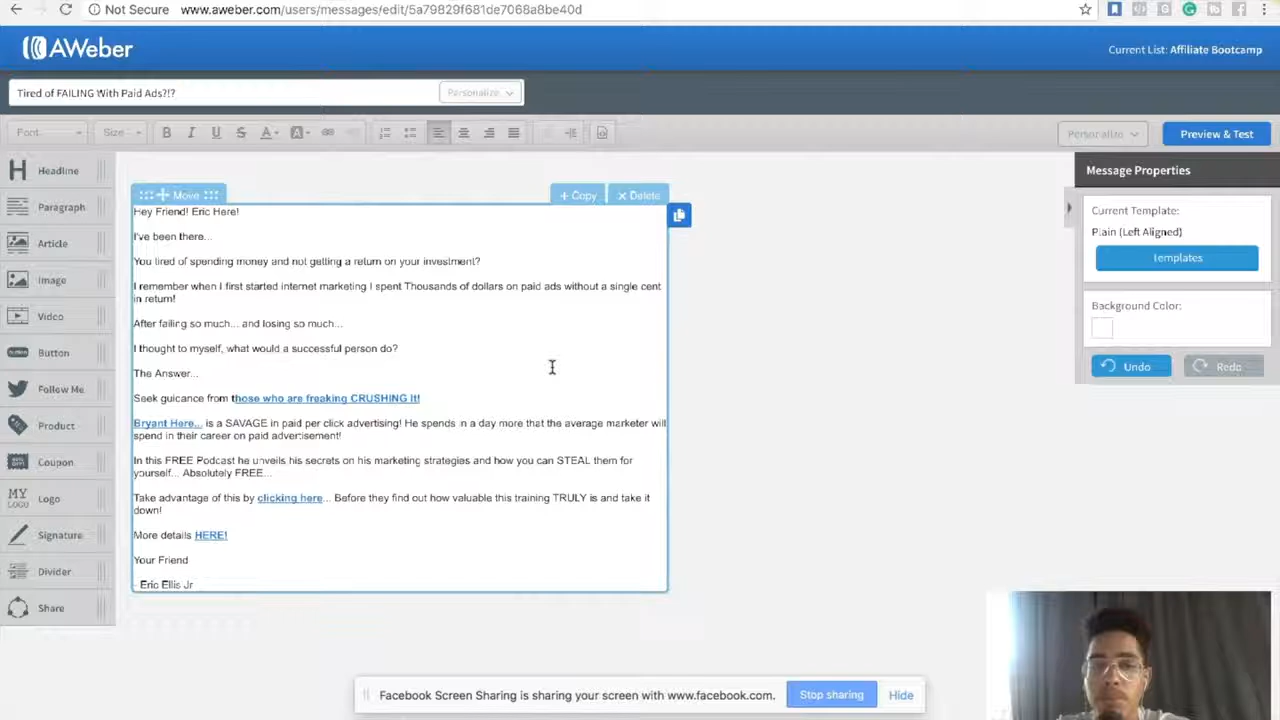 Not Secure www.aweber.com/users/messages/edit/5a79829f681de7068a8be40d
AWeber
Current List: Affiliate Bootcamp
Tired of FAILING With Paid Ads?!?
Personalize
Font
Size
B I U S A A
Personalize
Preview & Test
Headline
Paragraph
Article
Image
Video
Button
Follow Me
Product
Coupon
MY LOGO
Logo
Signature
Divider
Share
Move
+ Copy
× Delete
Hey Friend! Eric Here!
I've been there...
You tired of spending money and not getting a return on your investment?
I remember when I first started internet marketing I spent Thousands of dollars on paid ads without a single cent
in return!
After failing so much... and losing so much...
I thought to myself, what would a successful person do?
The Answer...
Seek guidance from those who are freaking CRUSHING It!
Bryant Here... is a SAVAGE in paid per click advertising! He spends in a day more that the average marketer will
spend in their career on paid advertisement!
In this FREE Podcast he unveils his secrets on his marketing strategies and how you can STEAL them for
yourself... Absolutely FREE...
Take advantage of this by clicking here... Before they find out how valuable this training TRULY is and take it
down!
More details HERE!
Your Friend
- Eric Ellis Jr
Message Properties
Current Template:
Plain (Left Aligned)
Templates
Background Color:
Undo
Redo
Facebook Screen Sharing is sharing your screen with www.facebook.com.
Stop sharing
Hide